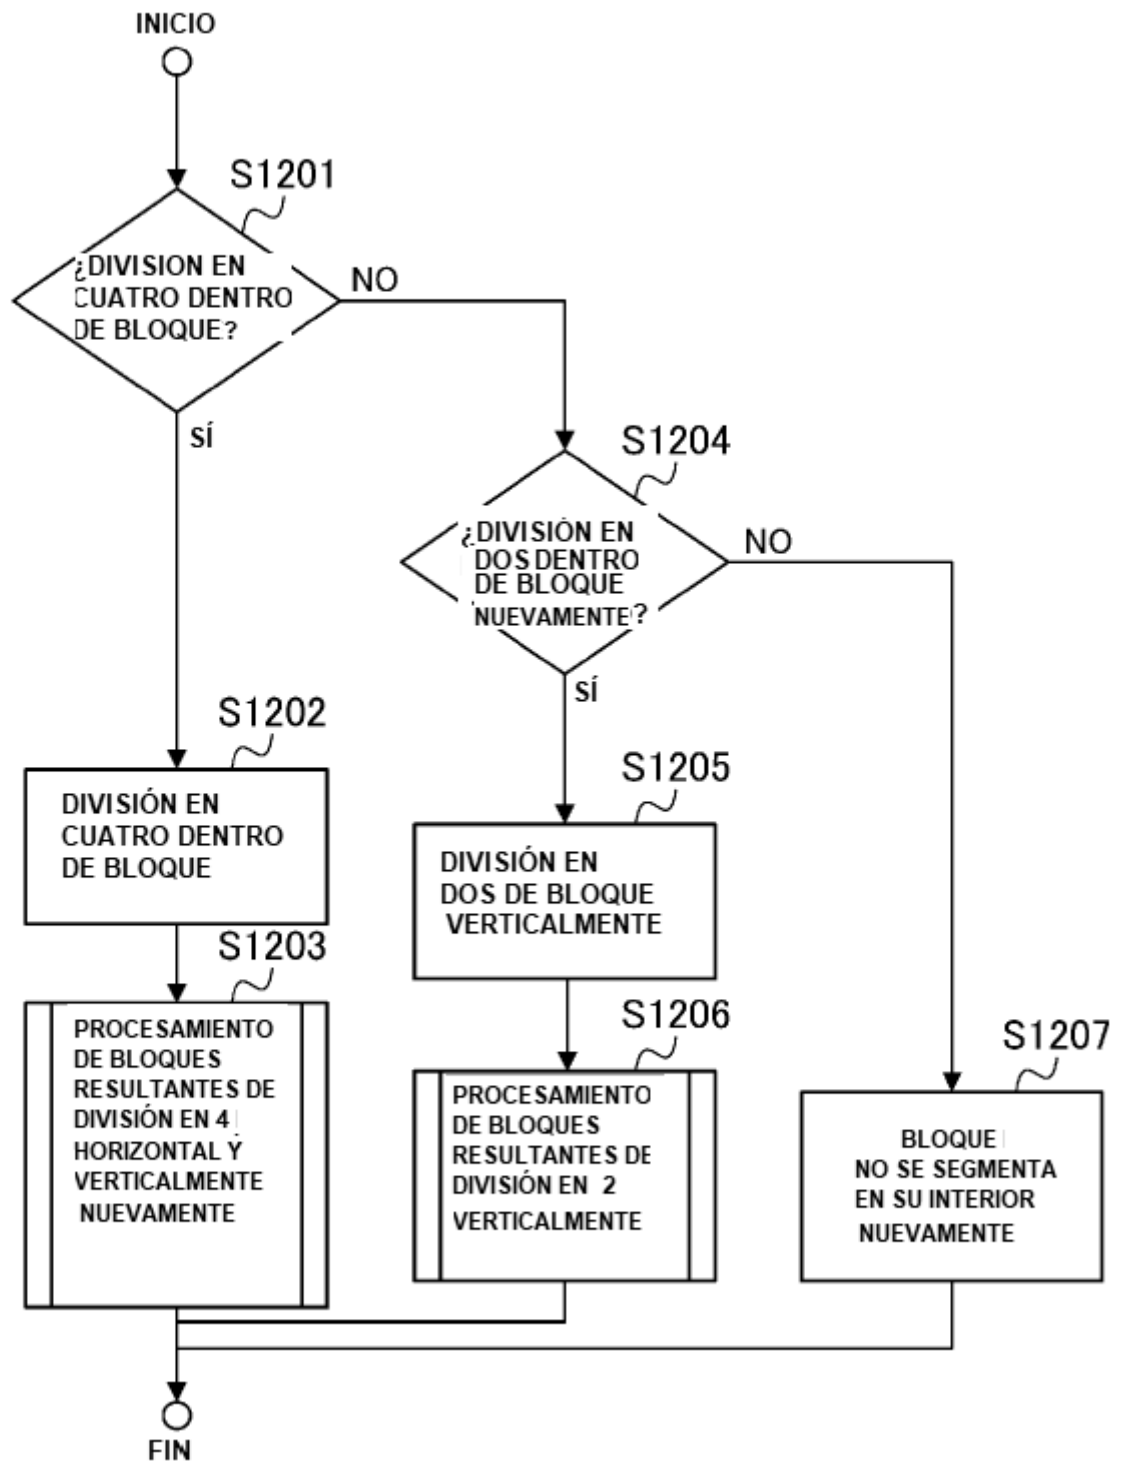 INICIO
S1201
¿DIVISION EN
CUATRO DENTRO
DE BLOQUE?
NO
SÍ
S1204
¿DIVISIÓN EN
DOS DENTRO
DE BLOQUE
NUEVAMENTE?
NO
SÍ
S1202
DIVISIÓN EN
CUATRO DENTRO
DE BLOQUE
S1205
DIVISIÓN EN
DOS DE BLOQUE
VERTICALMENTE
S1203
PROCESAMIENTO
DE BLOQUES
RESULTANTES DE
DIVISIÓN EN 4
HORIZONTAL Y
VERTICALMENTE
NUEVAMENTE
S1206
PROCESAMIENTO
DE BLOQUES
RESULTANTES DE
DIVISIÓN EN 2
VERTICALMENTE
S1207
BLOQUE
NO SE SEGMENTA
EN SU INTERIOR
NUEVAMENTE
FIN